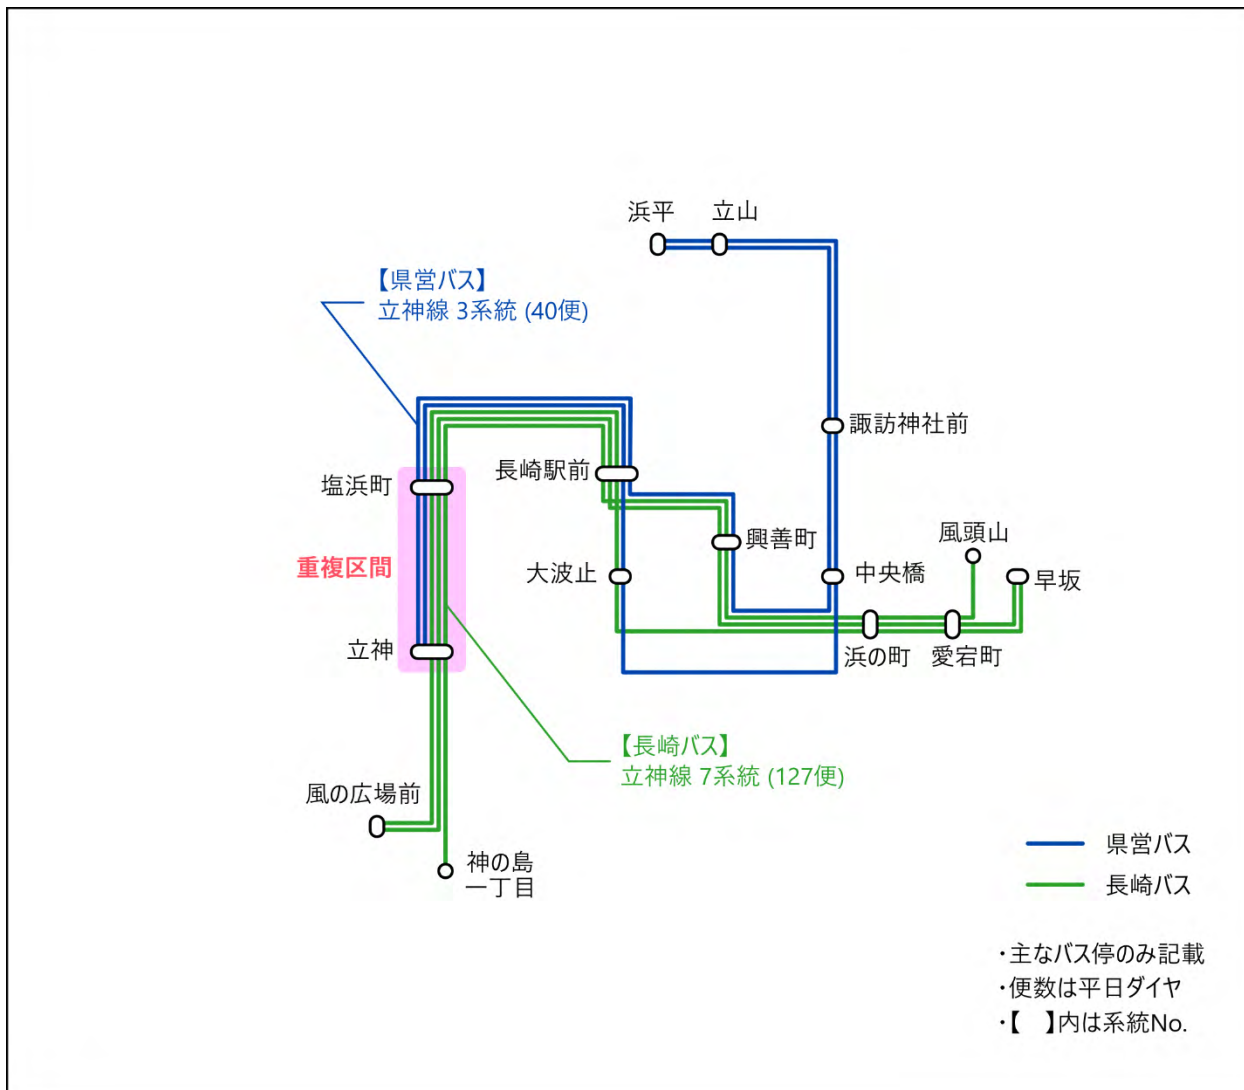 浜平
立山
【県営バス】
立神線 3系統 (40便)
諏訪神社前
長崎駅前
塩浜町
風頭山
興善町
重複区間
大波止
中央橋
早坂
立神
浜の町
愛宕町
【長崎バス】
立神線 7系統 (127便)
風の広場前
神の島
一丁目
県営バス
長崎バス
・主なバス停のみ記載
・便数は平日ダイヤ
・【　】内は系統No.